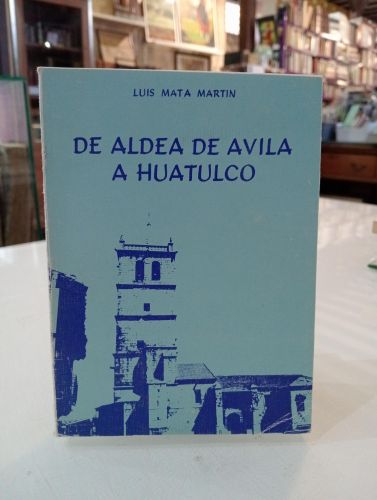 LUIS MATA MARTIN
DE ALDEA DE AVILA
A HUATULCO